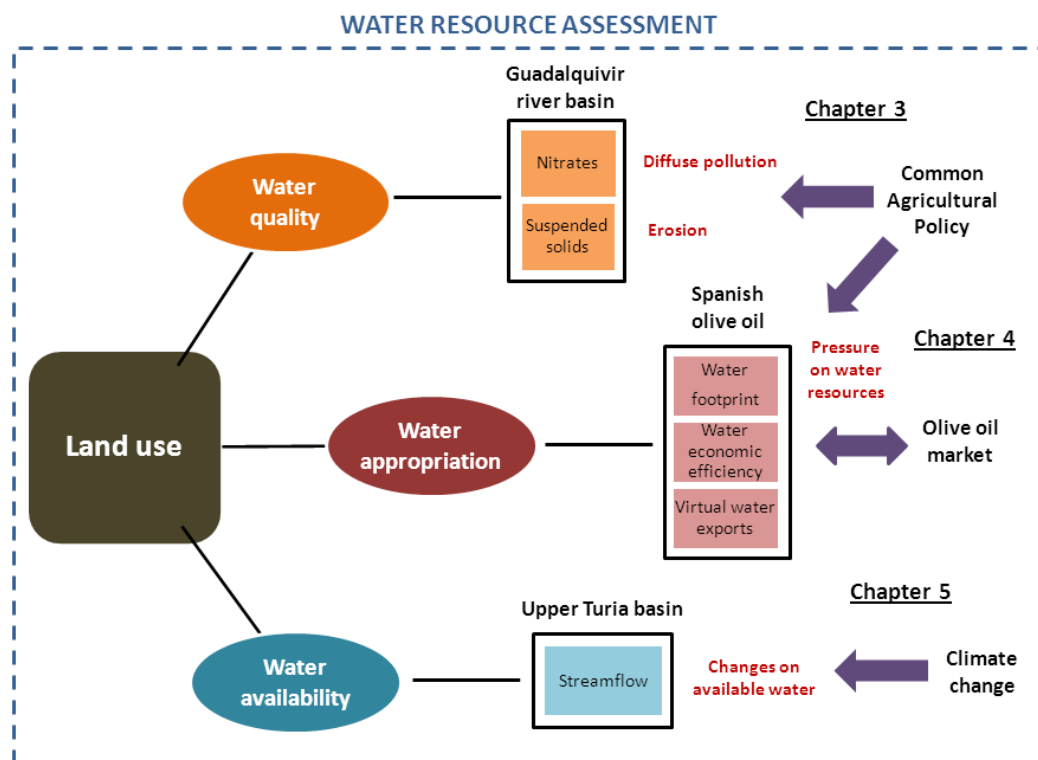 WATER RESOURCE ASSESSMENT
Guadalquivir
river basin
Chapter 3
Nitrates
Diffuse pollution
Water
quality
Common
Agricultural
Policy
Suspended
solids
Erosion
Spanish
olive oil
Chapter 4
Pressure
on water
resources
Water
footprint
Land use
Water
appropriation
Water
economic
efficiency
Olive oil
market
Virtual water
exports
Chapter 5
Upper Turia basin
Water
availability
Streamflow
Changes on
available water
Climate
change